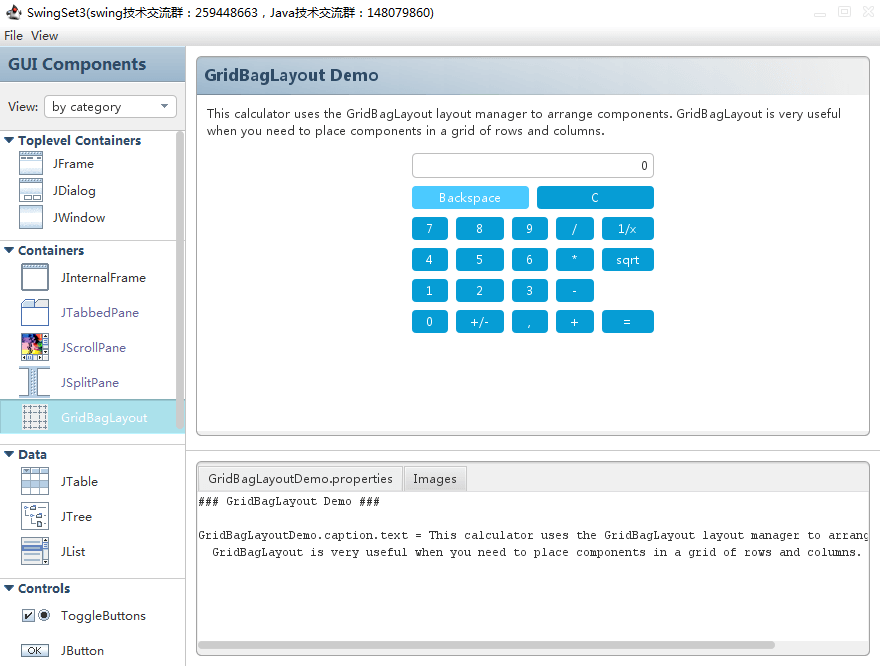 SwingSet3(swing技术交流群：259448663，Java技术交流群：148079860)
File View
GUI Components
View: by category
Toplevel Containers
JFrame
JDialog
JWindow
Containers
JInternalFrame
JTabbedPane
JScrollPane
JSplitPane
GridBagLayout
Data
JTable
JTree
JList
Controls
ToggleButtons
OK JButton
GridBagLayout Demo
This calculator uses the GridBagLayout layout manager to arrange components. GridBagLayout is very useful
when you need to place components in a grid of rows and columns.
0
Backspace C
7 8 9 / 1/x
4 5 6 * sqrt
1 2 3 -
0 +/- , + =
GridBagLayoutDemo.properties Images
### GridBagLayout Demo ###
GridBagLayoutDemo.caption.text = This calculator uses the GridBagLayout layout manager to arrang
GridBagLayout is very useful when you need to place components in a grid of rows and columns.